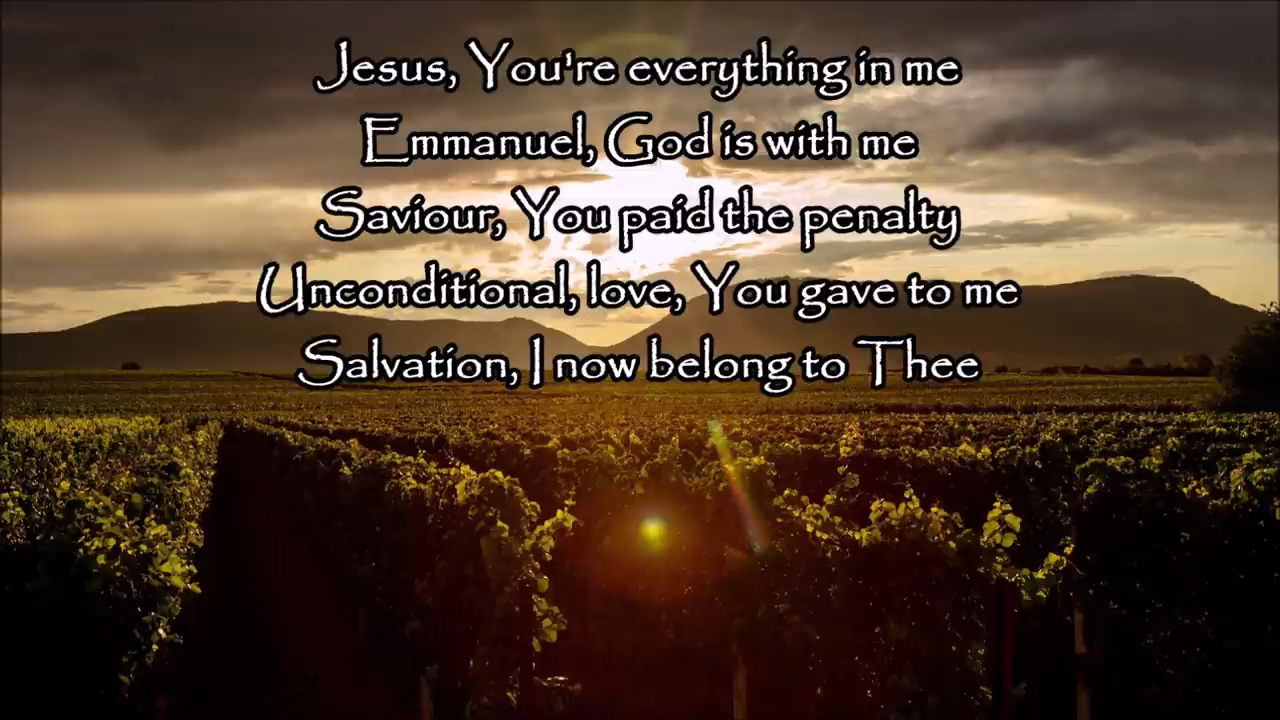 Jesus, You're everything in me
Emmanuel, God is with me
Saviour, You paid the penalty
Unconditional, love, You gave to me
Salvation, I now belong to Thee